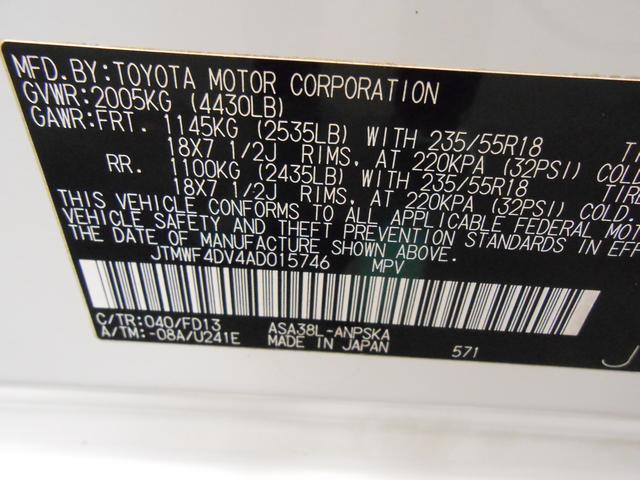 MFD.BY:TOYOTA MOTOR CORPORATION
GVWR:2005KG (4430LB)
GAWR:FRT. 1145KG (2535LB) WITH 235/55R18
18X7 1/2J RIMS, AT 220KPA (32PSI) COL
RR. 1100KG (2435LB) WITH 235/55R18
18X7 1/2J RIMS, AT 220KPA (32PSI) COLD.
THIS VEHICLE CONFORMS TO ALL APPLICABLE FEDERAL MOT
VEHICLE SAFETY AND THEFT PREVENTION STANDARDS IN EFF
THE DATE OF MANUFACTURE SHOWN ABOVE.
JTMWF4DV4AD015746 MPV
C/TR:040/FD13 ASA38L-ANPSKA
A/TM:-08A/U241E MADE IN JAPAN 571